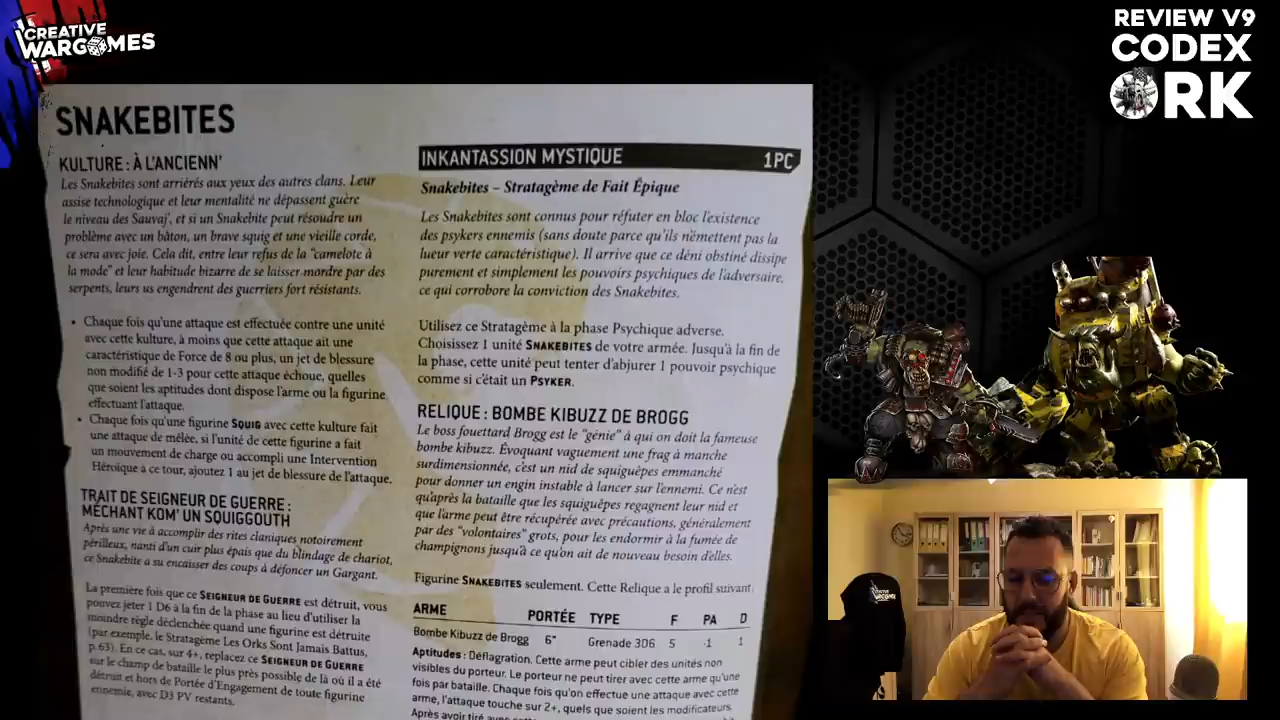 CREATIVE
WARGAMES
REVIEW V9
CODEX
ORK
SNAKEBITES
KULTURE : À L'ANCIENN'
Les Snakebites sont arriérés aux yeux des autres clans. Leur
assise technologique et leur mentalité ne dépassent guère
le niveau des Sauvaj', et si un Snakebite peut résoudre un
problème avec un bâton, un brave squig et une vieille corde,
ce sera avec joie. Cela dit, entre leur refus de la "camelote à
la mode" et leur habitude bizarre de se laisser mordre par des
serpents, leurs us engendrent des guerriers fort résistants.
• Chaque fois qu'une attaque est effectuée contre une unité
avec cette kulture, à moins que cette attaque ait une
caractéristique de Force de 8 ou plus, un jet de blessure
non modifié de 1-3 pour cette attaque échoue, quelles
que soient les aptitudes dont dispose l'arme ou la figurine
effectuant l'attaque.
• Chaque fois qu'une figurine SQUIG avec cette kulture fait
une attaque de mêlée, si l'unité de cette figurine a fait
un mouvement de charge ou accompli une Intervention
Héroïque à ce tour, ajoutez 1 au jet de blessure de l'attaque.
TRAIT DE SEIGNEUR DE GUERRE :
MÉCHANT KOM' UN SQUIGGOUTH
Après une vie à accomplir des rites claniques notoirement
périlleux, nanti d'un cuir plus épais que du blindage de chariot,
ce Snakebite a su encaisser des coups à défoncer un Gargant.
La première fois que ce SEIGNEUR DE GUERRE est détruit, vous
pouvez jeter 1 D6 à la fin de la phase au lieu d'utiliser la
moindre règle déclenchée quand une figurine est détruite
(par exemple, le Stratagème Les Orks Sont Jamais Battus,
p.63). En ce cas, sur 4+, replacez ce SEIGNEUR DE GUERRE
sur le champ de bataille le plus près possible de là où il a été
détruit et hors de Portée d'Engagement de toute figurine
ennemie, avec D3 PV restants.
INKANTASSION MYSTIQUE 1PC
Snakebites – Stratagème de Fait Épique
Les Snakebites sont connus pour réfuter en bloc l'existence
des psykers ennemis (sans doute parce qu'ils n'émettent pas la
lueur verte caractéristique). Il arrive que ce déni obstiné dissipe
purement et simplement les pouvoirs psychiques de l'adversaire,
ce qui corrobore la conviction des Snakebites.
Utilisez ce Stratagème à la phase Psychique adverse.
Choisissez 1 unité SNAKEBITES de votre armée. Jusqu'à la fin de
la phase, cette unité peut tenter d'abjurer 1 pouvoir psychique
comme si c'était un PSYKER.
RELIQUE : BOMBE KIBUZZ DE BROGG
Le boss fouettard Brogg est le "génie" à qui on doit la fameuse
bombe kibuzz. Évoquant vaguement une frag à manche
surdimensionnée, c'est un nid de squiguêpes emmanché
pour donner un engin instable à lancer sur l'ennemi. Ce n'est
qu'après la bataille que les squiguêpes regagnent leur nid et
que l'arme peut être récupérée avec précautions, généralement
par des "volontaires" grots, pour les endormir à la fumée de
champignons jusqu'à ce qu'on ait de nouveau besoin d'elles.
Figurine SNAKEBITES seulement. Cette Relique a le profil suivant
ARME PORTÉE TYPE F PA D
Bombe Kibuzz de Brogg 6" Grenade 3D6 5 -1 1
Aptitudes : Déflagration. Cette arme peut cibler des unités non
visibles du porteur. Le porteur ne peut tirer avec cette arme qu'une
fois par bataille. Chaque fois qu'on effectue une attaque avec cette
arme, l'attaque touche sur 2+, quels que soient les modificateurs.
Après avoir tiré avec